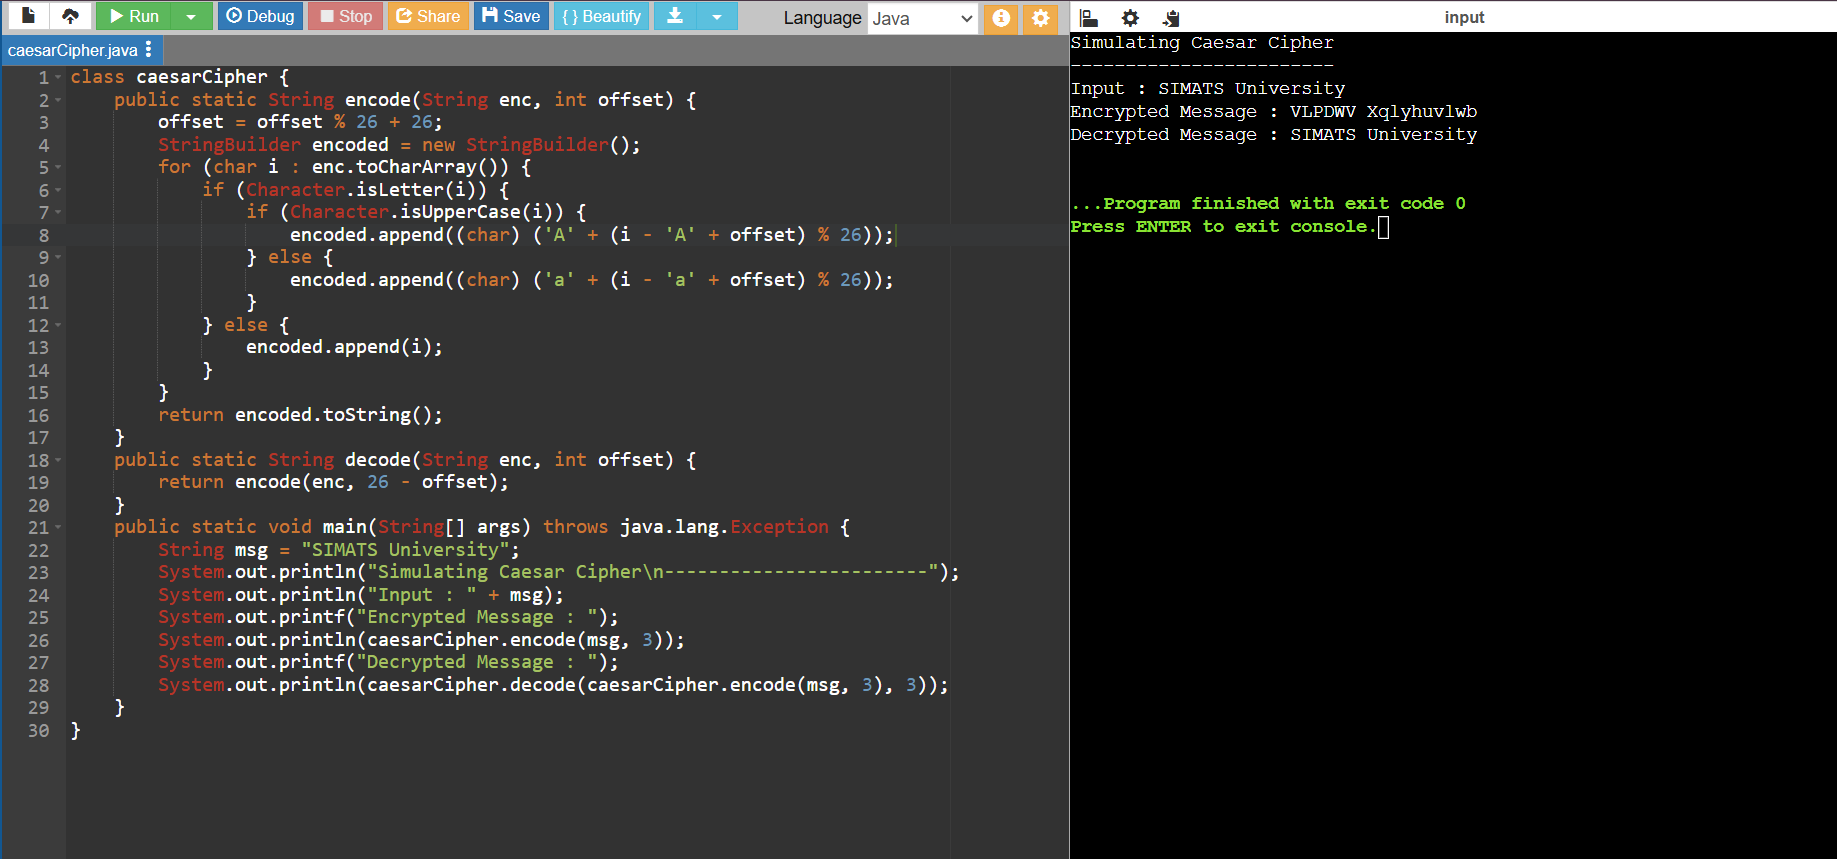 Run Debug Stop Share Save { } Beautify Language Java
caesarCipher.java
1 class caesarCipher {
2     public static String encode(String enc, int offset) {
3         offset = offset % 26 + 26;
4         StringBuilder encoded = new StringBuilder();
5         for (char i : enc.toCharArray()) {
6             if (Character.isLetter(i)) {
7                 if (Character.isUpperCase(i)) {
8                     encoded.append((char) ('A' + (i - 'A' + offset) % 26));
9                 } else {
10                     encoded.append((char) ('a' + (i - 'a' + offset) % 26));
11                 }
12             } else {
13                 encoded.append(i);
14             }
15         }
16         return encoded.toString();
17     }
18     public static String decode(String enc, int offset) {
19         return encode(enc, 26 - offset);
20     }
21     public static void main(String[] args) throws java.lang.Exception {
22         String msg = "SIMATS University";
23         System.out.println("Simulating Caesar Cipher\n------------------------");
24         System.out.println("Input : " + msg);
25         System.out.printf("Encrypted Message : ");
26         System.out.println(caesarCipher.encode(msg, 3));
27         System.out.printf("Decrypted Message : ");
28         System.out.println(caesarCipher.decode(caesarCipher.encode(msg, 3), 3));
29     }
30 }
input
Simulating Caesar Cipher
------------------------
Input : SIMATS University
Encrypted Message : VLPDWV Xqlyhuvlwb
Decrypted Message : SIMATS University
...Program finished with exit code 0
Press ENTER to exit console.